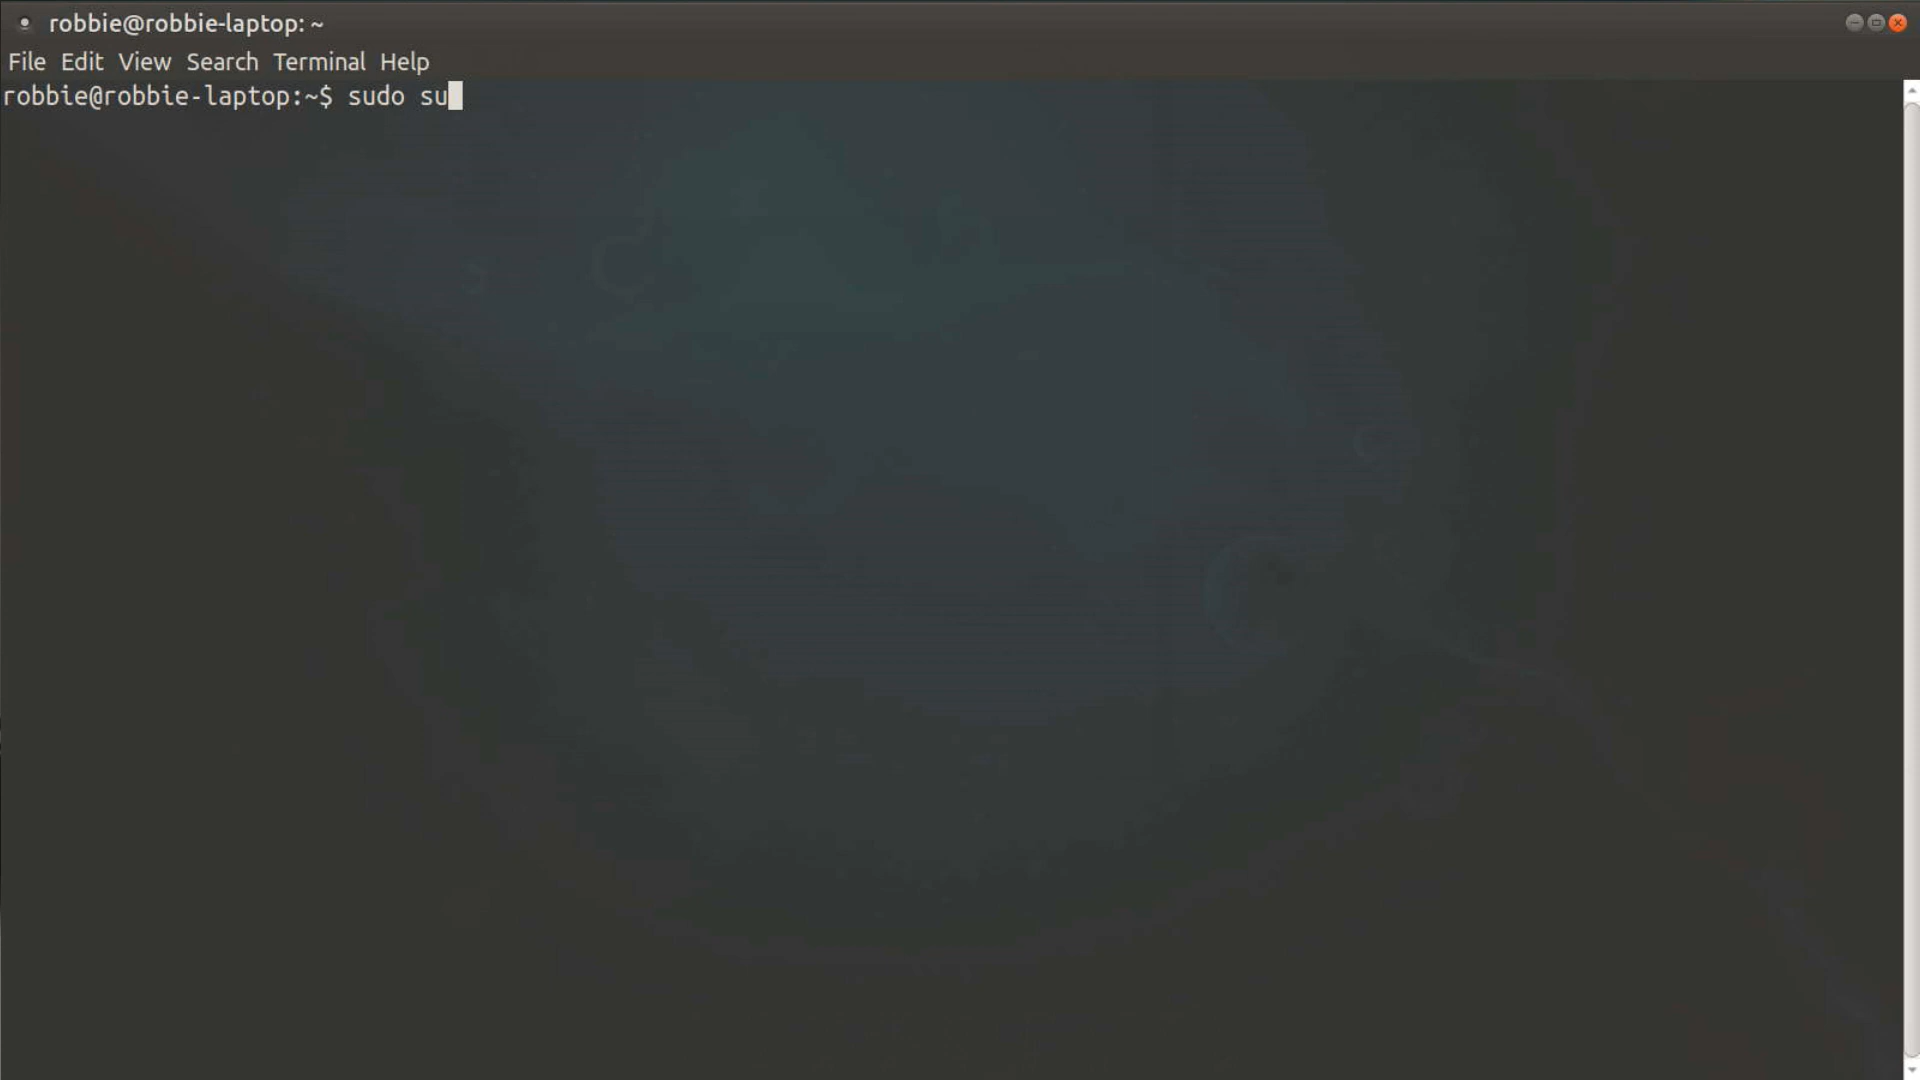 robbie@robbie-laptop: ~
File Edit View Search Terminal Help
robbie@robbie-laptop:~$ sudo su